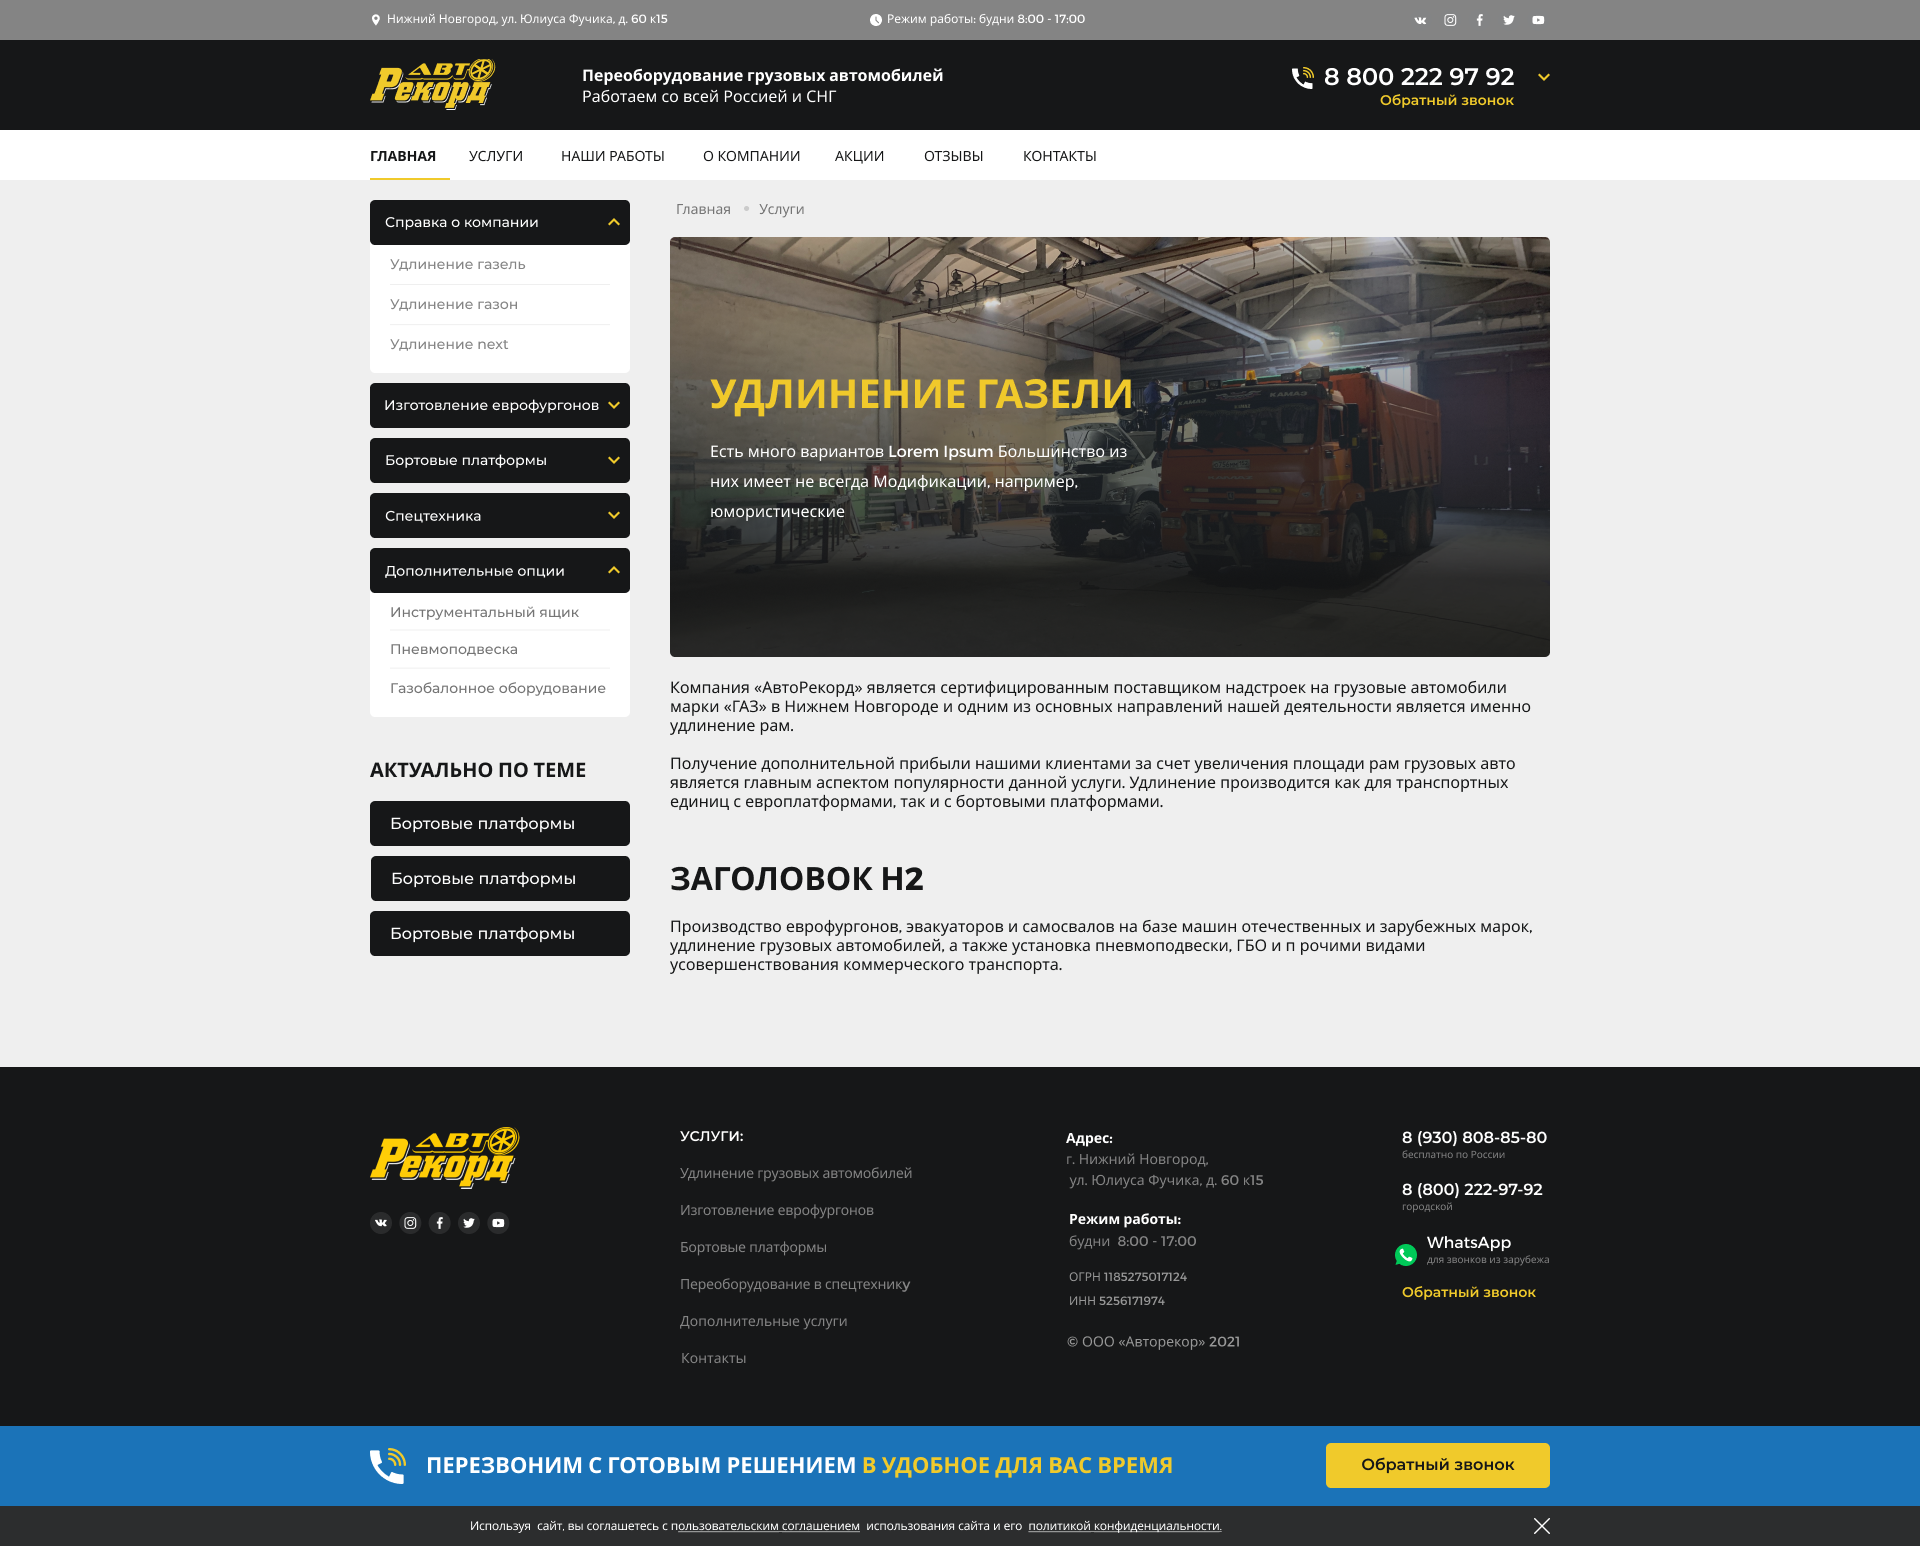 Нижний Новгород, ул. Юлиуса Фучика, д. 60 к15
Режим работы: будни 8:00 - 17:00
АВТО
Рекорд
Переоборудование грузовых автомобилей
Работаем со всей Россией и СНГ
8 800 222 97 92
Обратный звонок
ГЛАВНАЯ
УСЛУГИ
НАШИ РАБОТЫ
О КОМПАНИИ
АКЦИИ
ОТЗЫВЫ
КОНТАКТЫ
Справка о компании
Удлинение газель
Удлинение газон
Удлинение next
Изготовление еврофургонов
Бортовые платформы
Спецтехника
Дополнительные опции
Инструментальный ящик
Пневмоподвеска
Газобалонное оборудование
АКТУАЛЬНО ПО ТЕМЕ
Бортовые платформы
Бортовые платформы
Бортовые платформы
Главная
Услуги
УДЛИНЕНИЕ ГАЗЕЛИ
Есть много вариантов Lorem Ipsum Большинство из
них имеет не всегда Модификации, например,
юмористические
КАМАЗ
КАМАЗ
Компания «АвтоРекорд» является сертифицированным поставщиком надстроек на грузовые автомобили
марки «ГАЗ» в Нижнем Новгороде и одним из основных направлений нашей деятельности является именно
удлинение рам.
Получение дополнительной прибыли нашими клиентами за счет увеличения площади рам грузовых авто
является главным аспектом популярности данной услуги. Удлинение производится как для транспортных
единиц с европлатформами, так и с бортовыми платформами.
ЗАГОЛОВОК H2
Производство еврофургонов, эвакуаторов и самосвалов на базе машин отечественных и зарубежных марок,
удлинение грузовых автомобилей, а также установка пневмоподвески, ГБО и п рочими видами
усовершенствования коммерческого транспорта.
АВТО
Рекорд
УСЛУГИ:
Удлинение грузовых автомобилей
Изготовление еврофургонов
Бортовые платформы
Переоборудование в спецтехнику
Дополнительные услуги
Контакты
Адрес:
г. Нижний Новгород,
ул. Юлиуса Фучика, д. 60 к15
Режим работы:
будни 8:00 - 17:00
ОГРН 1185275017124
ИНН 5256171974
© ООО «Авторекор» 2021
8 (930) 808-85-80
бесплатно по России
8 (800) 222-97-92
городской
WhatsApp
для звонков из зарубежа
Обратный звонок
ПЕРЕЗВОНИМ С ГОТОВЫМ РЕШЕНИЕМ В УДОБНОЕ ДЛЯ ВАС ВРЕМЯ
Обратный звонок
Используя сайт, вы соглашетесь с пользовательским соглашением использования сайта и его политикой конфиденциальности.